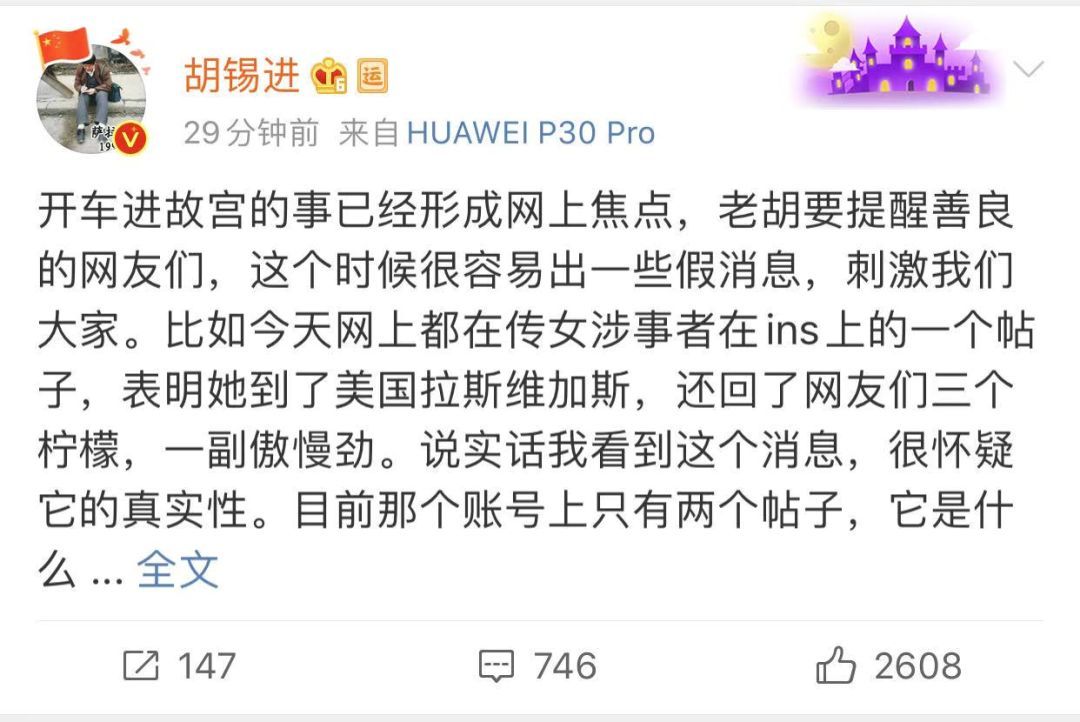 胡锡进
29分钟前 来自 HUAWEI P30 Pro
开车进故宫的事已经形成网上焦点，老胡要提醒善良
的网友们，这个时候很容易出一些假消息，刺激我们
大家。比如今天网上都在传女涉事者在ins上的一个帖
子，表明她到了美国拉斯维加斯，还回了网友们三个
柠檬，一副傲慢劲。说实话我看到这个消息，很怀疑
它的真实性。目前那个账号上只有两个帖子，它是什
么 ... 全文
147 746 2608